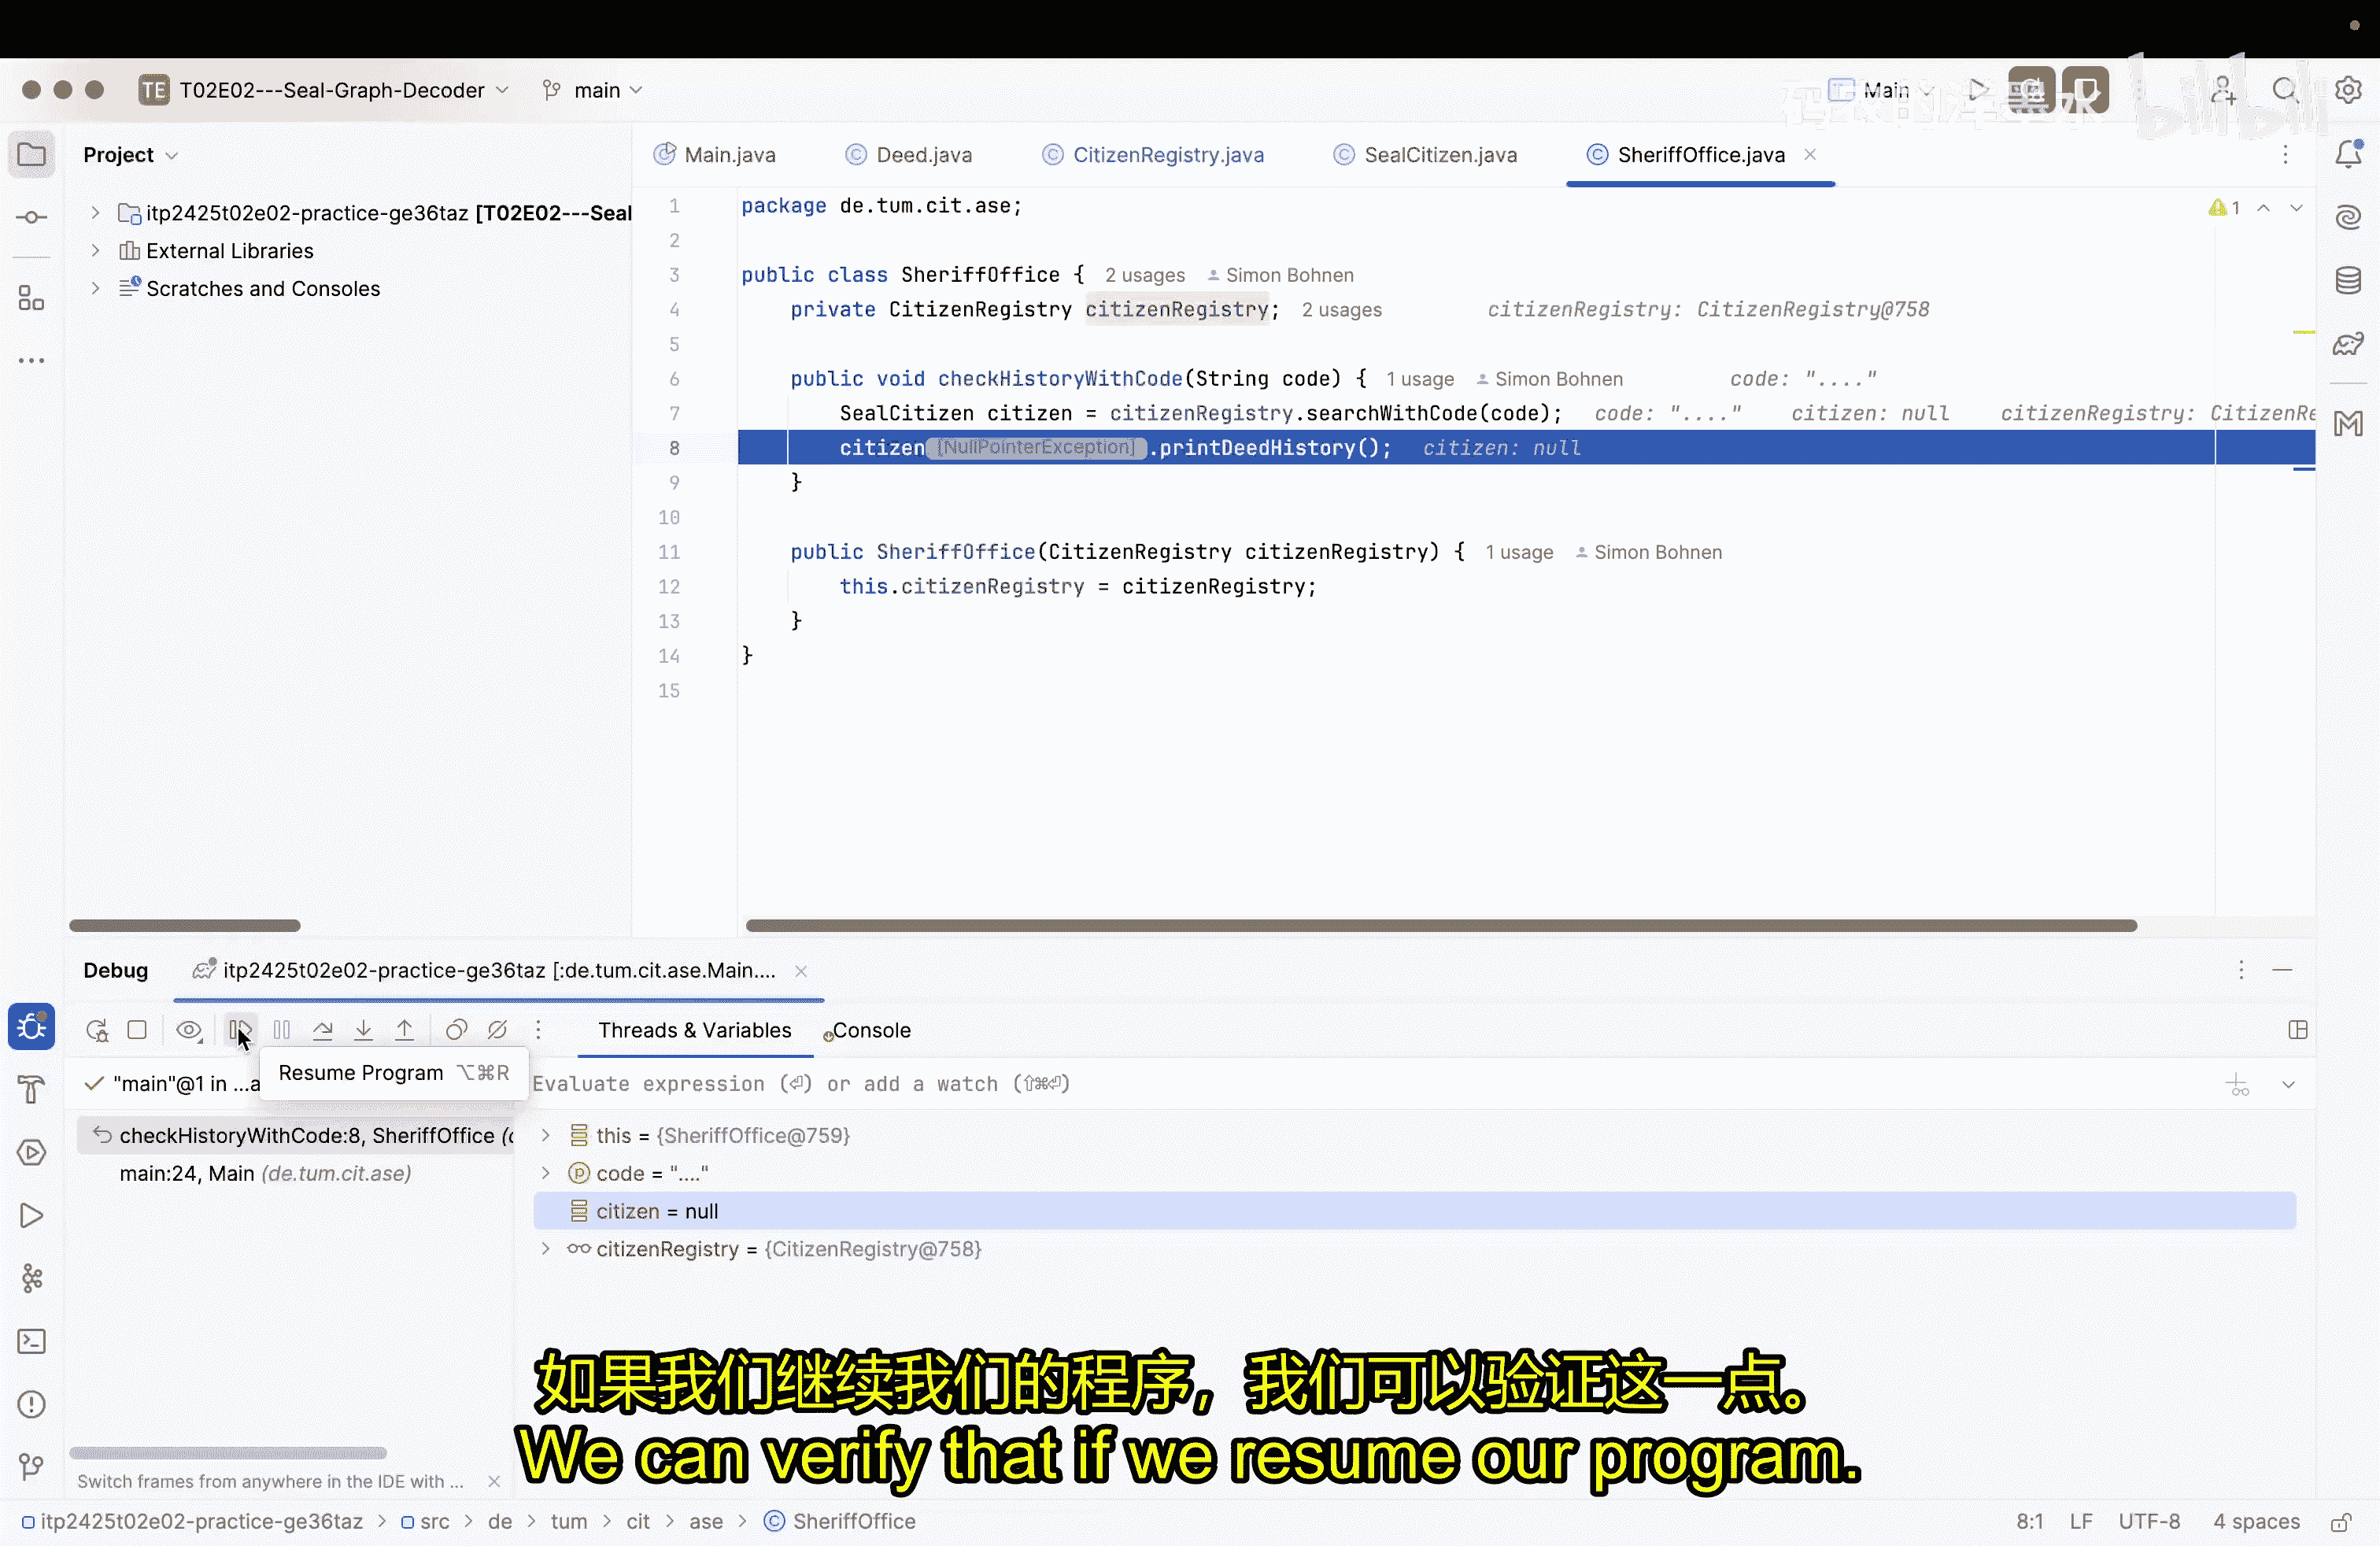 TE T02E02---Seal-Graph-Decoder main Main
bilibili
Project
Main.java Deed.java CitizenRegistry.java SealCitizen.java SheriffOffice.java
itp2425t02e02-practice-ge36taz [T02E02---Seal
External Libraries
Scratches and Consoles
1 package de.tum.cit.ase; 1
2
3 public class SheriffOffice { 2 usages Simon Bohnen
4 private CitizenRegistry citizenRegistry; 2 usages citizenRegistry: CitizenRegistry@758
5
6 public void checkHistoryWithCode(String code) { 1 usage Simon Bohnen code: "...."
7 SealCitizen citizen = citizenRegistry.searchWithCode(code); code: "...." citizen: null citizenRegistry: CitizenRe
8 citizen [NullPointerException] .printDeedHistory(); citizen: null
9 }
10
11 public SheriffOffice(CitizenRegistry citizenRegistry) { 1 usage Simon Bohnen
12 this.citizenRegistry = citizenRegistry;
13 }
14 }
15
Debug itp2425t02e02-practice-ge36taz [:de.tum.cit.ase.Main....
Threads & Variables Console
"main"@1 in ...a
Resume Program ⌥⌘R
Evaluate expression (⏎) or add a watch (⇧⌘⏎)
checkHistoryWithCode:8, SheriffOffice (
main:24, Main (de.tum.cit.ase)
this = {SheriffOffice@759}
code = "...."
citizen = null
citizenRegistry = {CitizenRegistry@758}
如果我们继续我们的程序，我们可以验证这一点。
We can verify that if we resume our program.
Switch frames from anywhere in the IDE with ...
itp2425t02e02-practice-ge36taz > src > de > tum > cit > ase > SheriffOffice
8:1 LF UTF-8 4 spaces